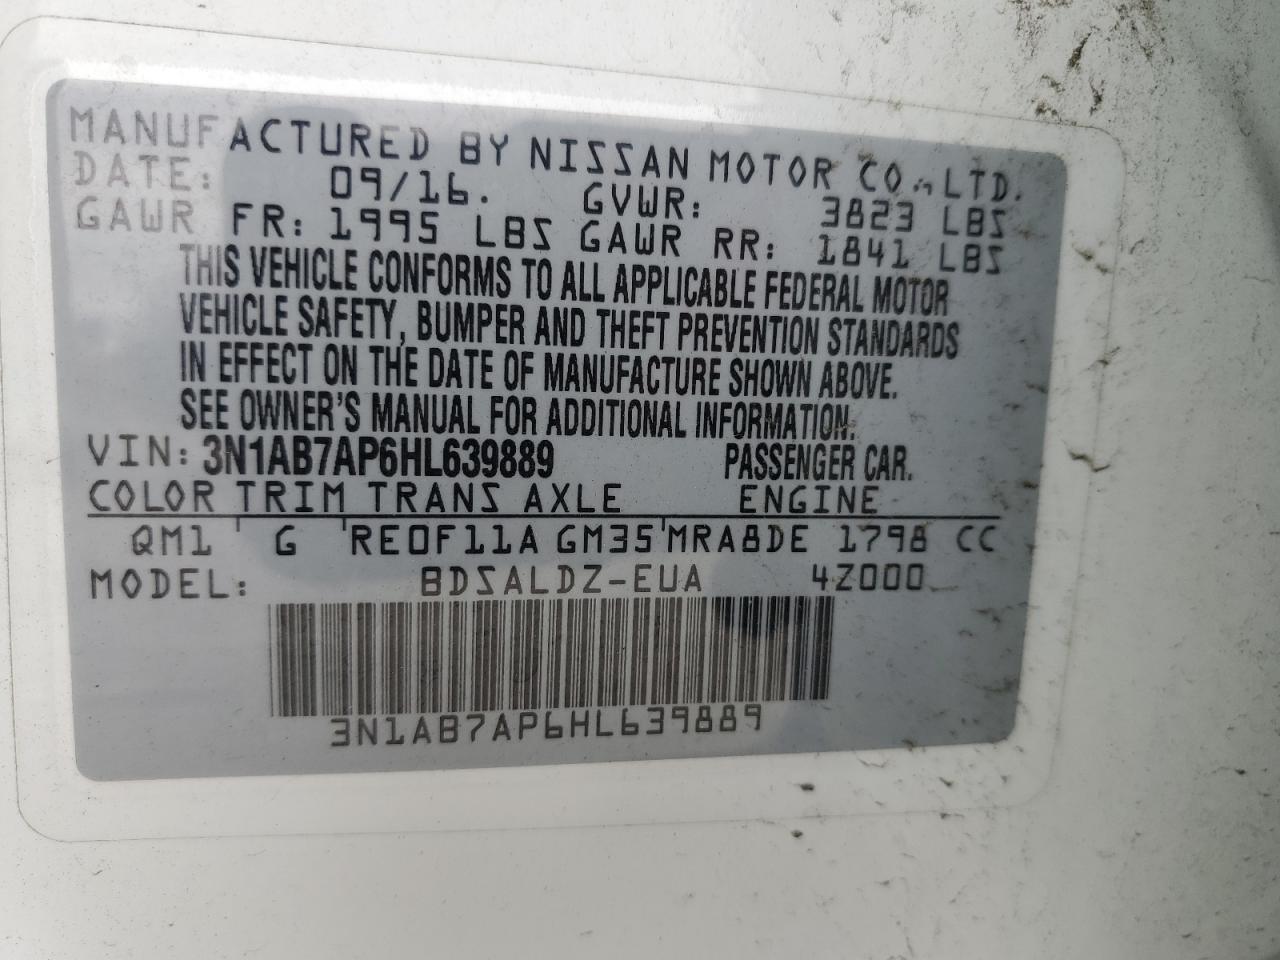 MANUFACTURED BY NISSAN MOTOR CO., LTD.
DATE: 09/16. GVWR: 3823 LBS
GAWR FR: 1995 LBS GAWR RR: 1841 LBS
THIS VEHICLE CONFORMS TO ALL APPLICABLE FEDERAL MOTOR
VEHICLE SAFETY, BUMPER AND THEFT PREVENTION STANDARDS
IN EFFECT ON THE DATE OF MANUFACTURE SHOWN ABOVE.
SEE OWNER'S MANUAL FOR ADDITIONAL INFORMATION.
VIN: 3N1AB7AP6HL639889 PASSENGER CAR.
COLOR TRIM TRANS AXLE ENGINE
QM1 G RE0F11A GM35 MRA8DE 1798 CC
MODEL: BDSALDZ-EUA 4Z000
3N1AB7AP6HL639889